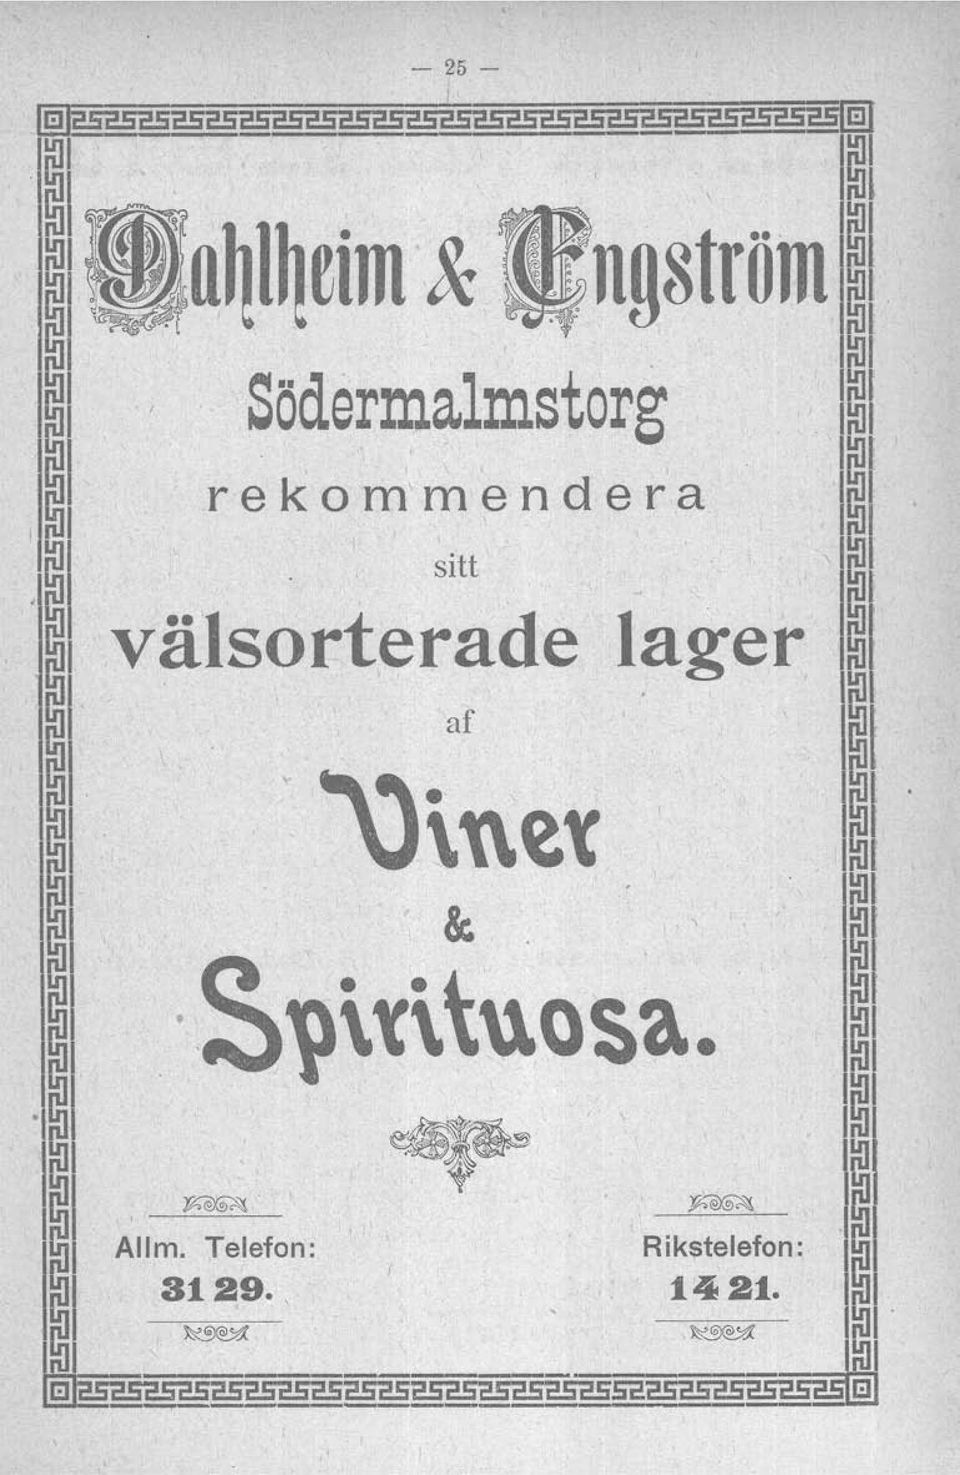 — 25 —
Dahlheim & Engström
Södermalmstorg
rekommendera
sitt
välsorterade lager
af
Viner
&
Spirituosa.
Allm. Telefon:
31 29.
Rikstelefon:
14 21.